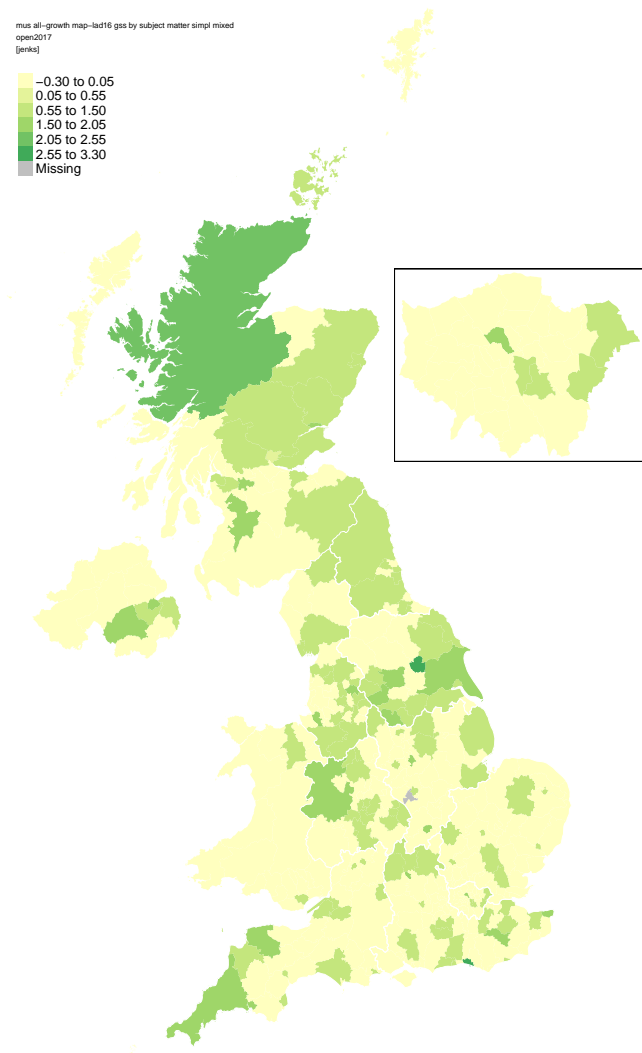 mus all−growth map−lad16 gss by subject matter simpl mixed
open2017
[jenks]
−0.30 to 0.05
0.05 to 0.55
0.55 to 1.50
1.50 to 2.05
2.05 to 2.55
2.55 to 3.30
Missing